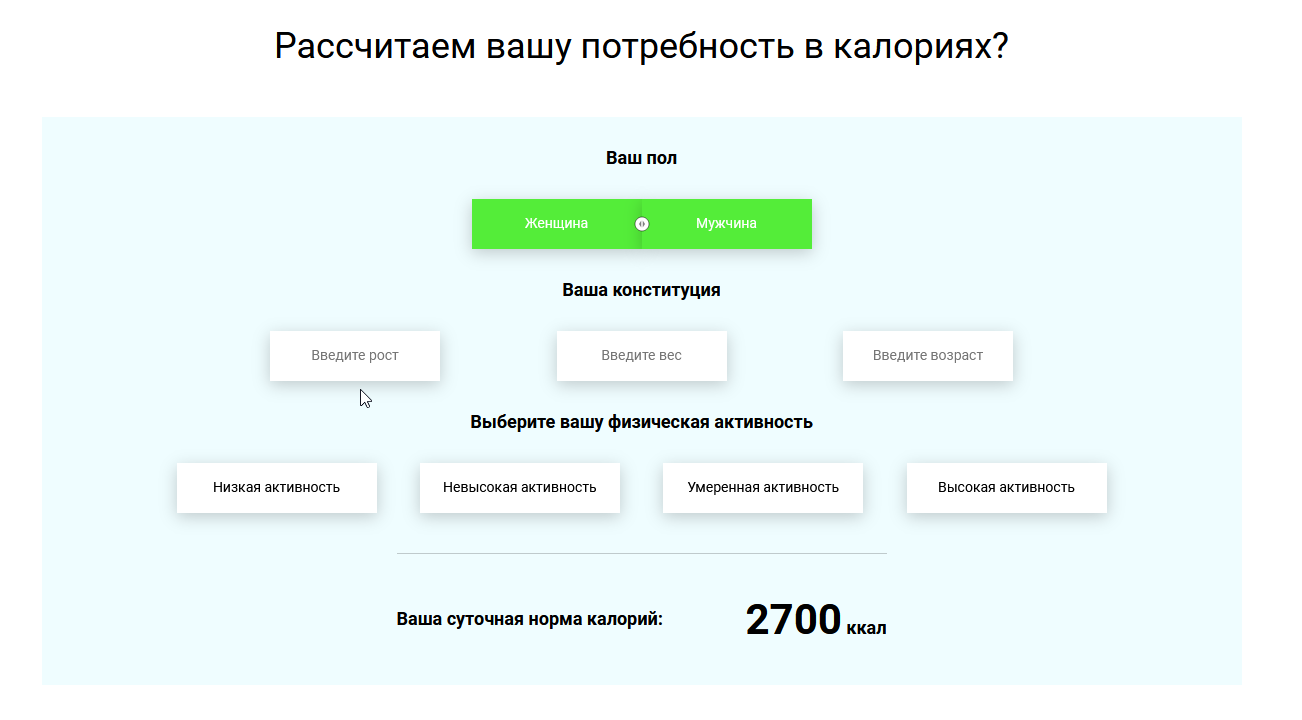 Рассчитаем вашу потребность в калориях?
Ваш пол
Женщина
Мужчина
Ваша конституция
Введите рост
Введите вес
Введите возраст
Выберите вашу физическая активность
Низкая активность
Невысокая активность
Умеренная активность
Высокая активность
Ваша суточная норма калорий:
2700 ккал